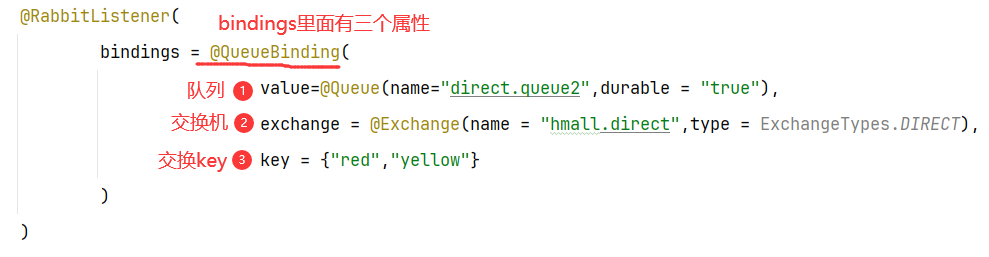 @RabbitListener(
bindings里面有三个属性
bindings = @QueueBinding(
队列 1 value=@Queue(name="direct.queue2",durable = "true"),
交换机 2 exchange = @Exchange(name = "hmall.direct",type = ExchangeTypes.DIRECT),
交换key 3 key = {"red","yellow"}
)
)